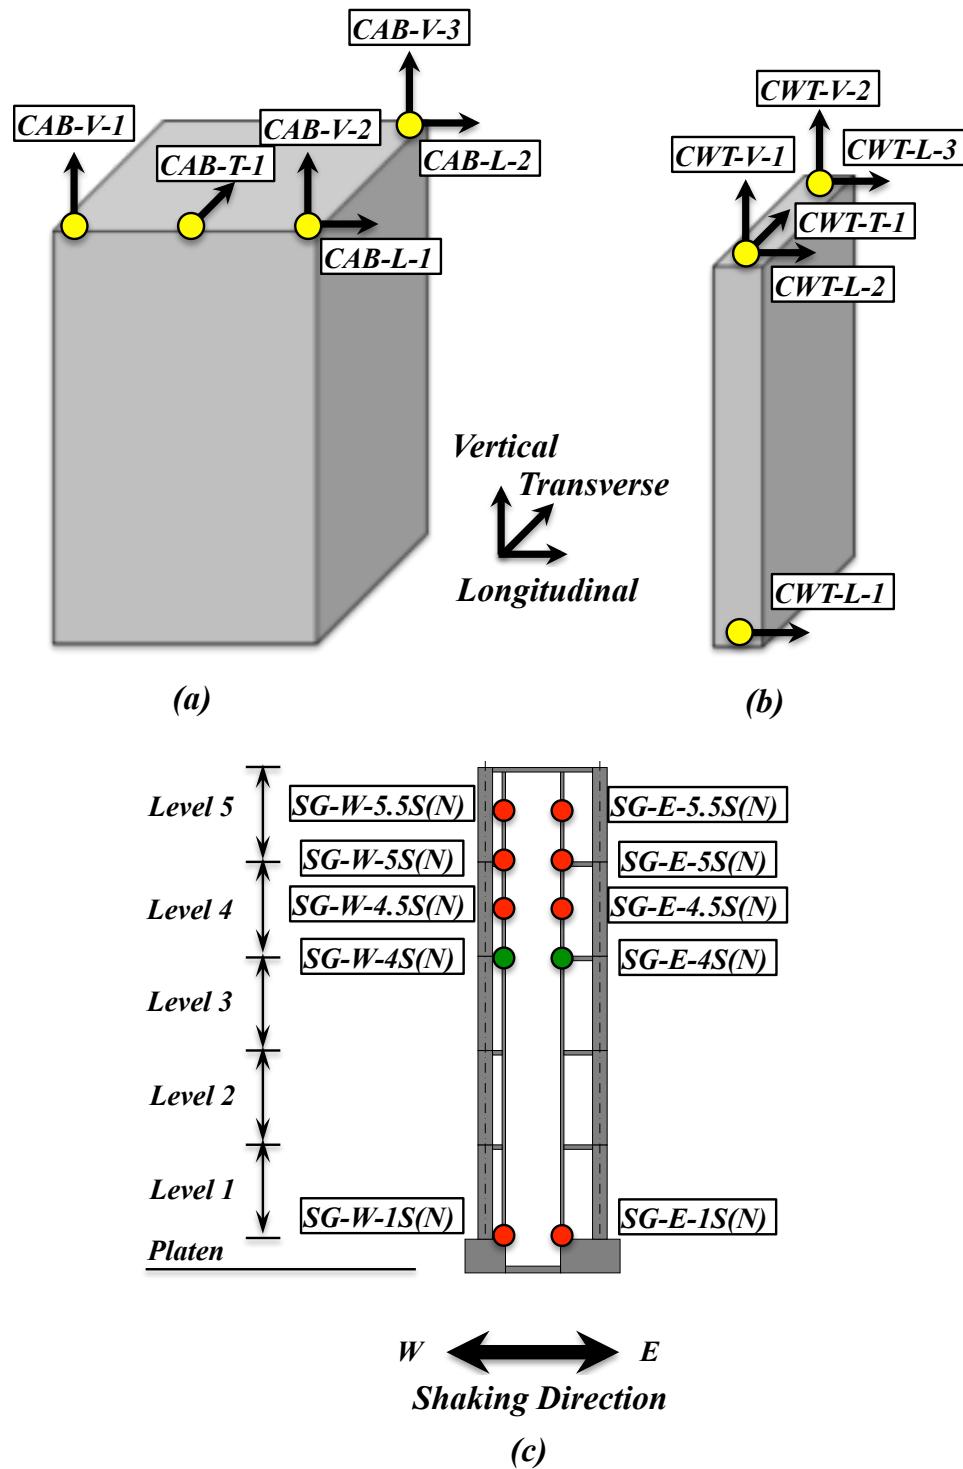 CAB-V-3
CAB-V-1
CAB-V-2
CAB-T-1
CAB-L-2
CAB-L-1
CWT-V-2
CWT-V-1
CWT-L-3
CWT-T-1
CWT-L-2
Vertical
Transverse
Longitudinal
CWT-L-1
(a)
(b)
Level 5
SG-W-5.5S(N)
SG-E-5.5S(N)
SG-W-5S(N)
SG-E-5S(N)
Level 4
SG-W-4.5S(N)
SG-E-4.5S(N)
SG-W-4S(N)
SG-E-4S(N)
Level 3
Level 2
Level 1
SG-W-1S(N)
SG-E-1S(N)
Platen
W
E
Shaking Direction
(c)